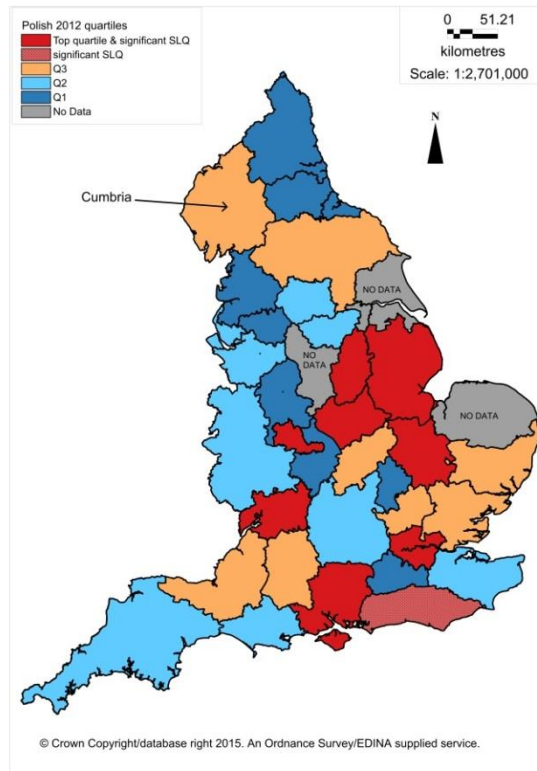 Polish 2012 quartiles
Top quartile & significant SLQ
significant SLQ
Q3
Q2
Q1
No Data
0 51.21
kilometres
Scale: 1:2,701,000
N
Cumbria
NO DATA
NO
DATA
NO DATA
© Crown Copyright/database right 2015. An Ordnance Survey/EDINA supplied service.